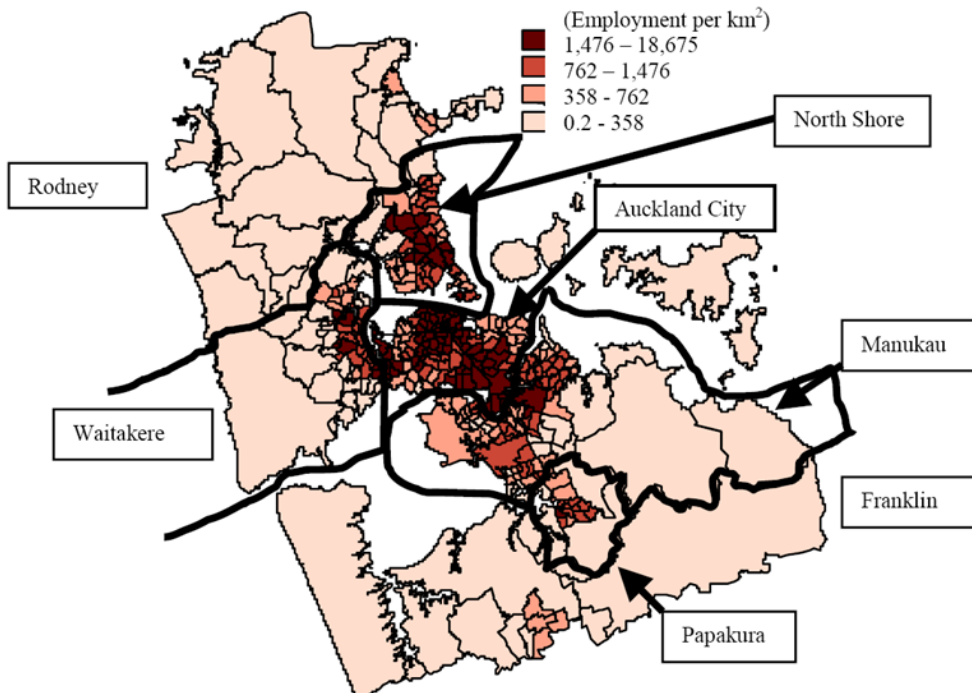 (Employment per km²)
1,476 – 18,675
762 – 1,476
358 - 762
0.2 - 358
North Shore
Rodney
Auckland City
Manukau
Waitakere
Franklin
Papakura